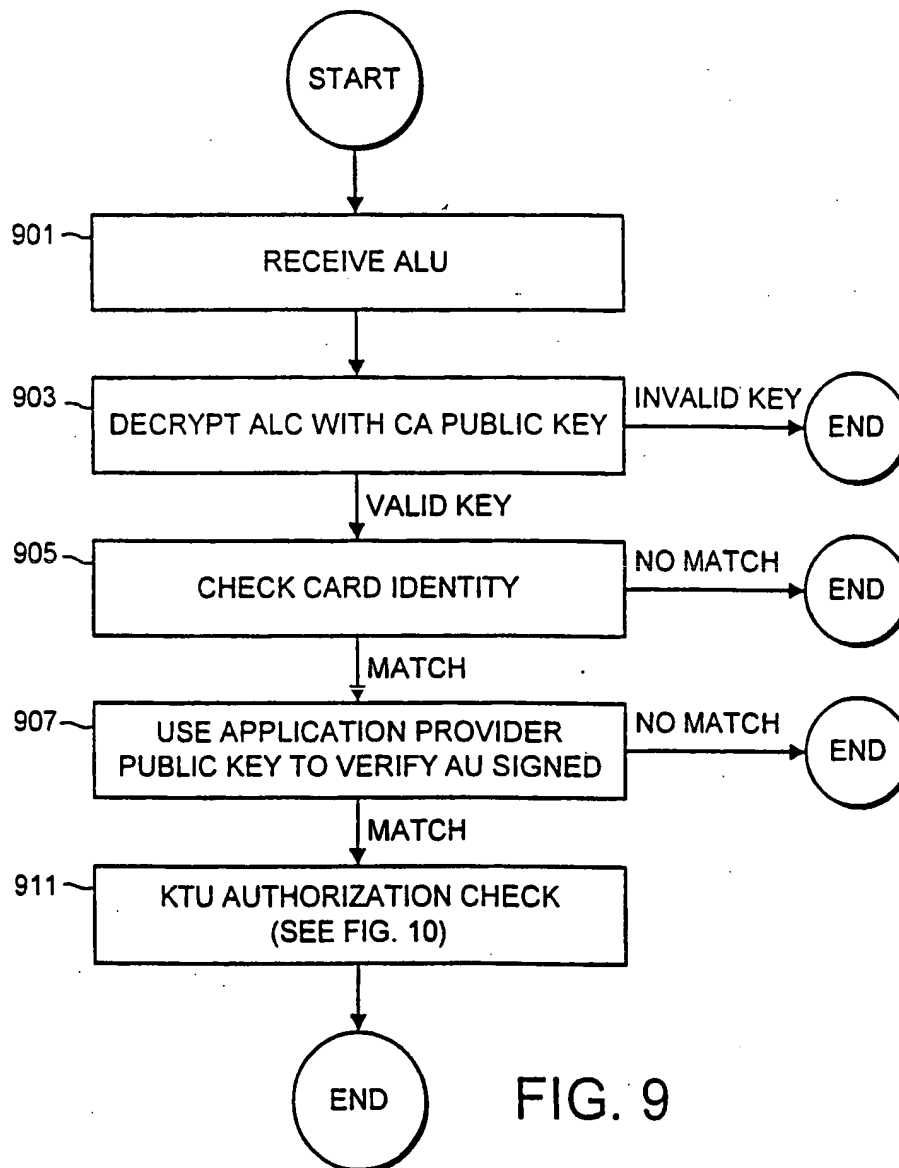 START
901
RECEIVE ALU
903
DECRYPT ALC WITH CA PUBLIC KEY
INVALID KEY
END
VALID KEY
905
CHECK CARD IDENTITY
NO MATCH
END
MATCH
907
USE APPLICATION PROVIDER
PUBLIC KEY TO VERIFY AU SIGNED
NO MATCH
END
MATCH
911
KTU AUTHORIZATION CHECK
(SEE FIG. 10)
END
FIG. 9